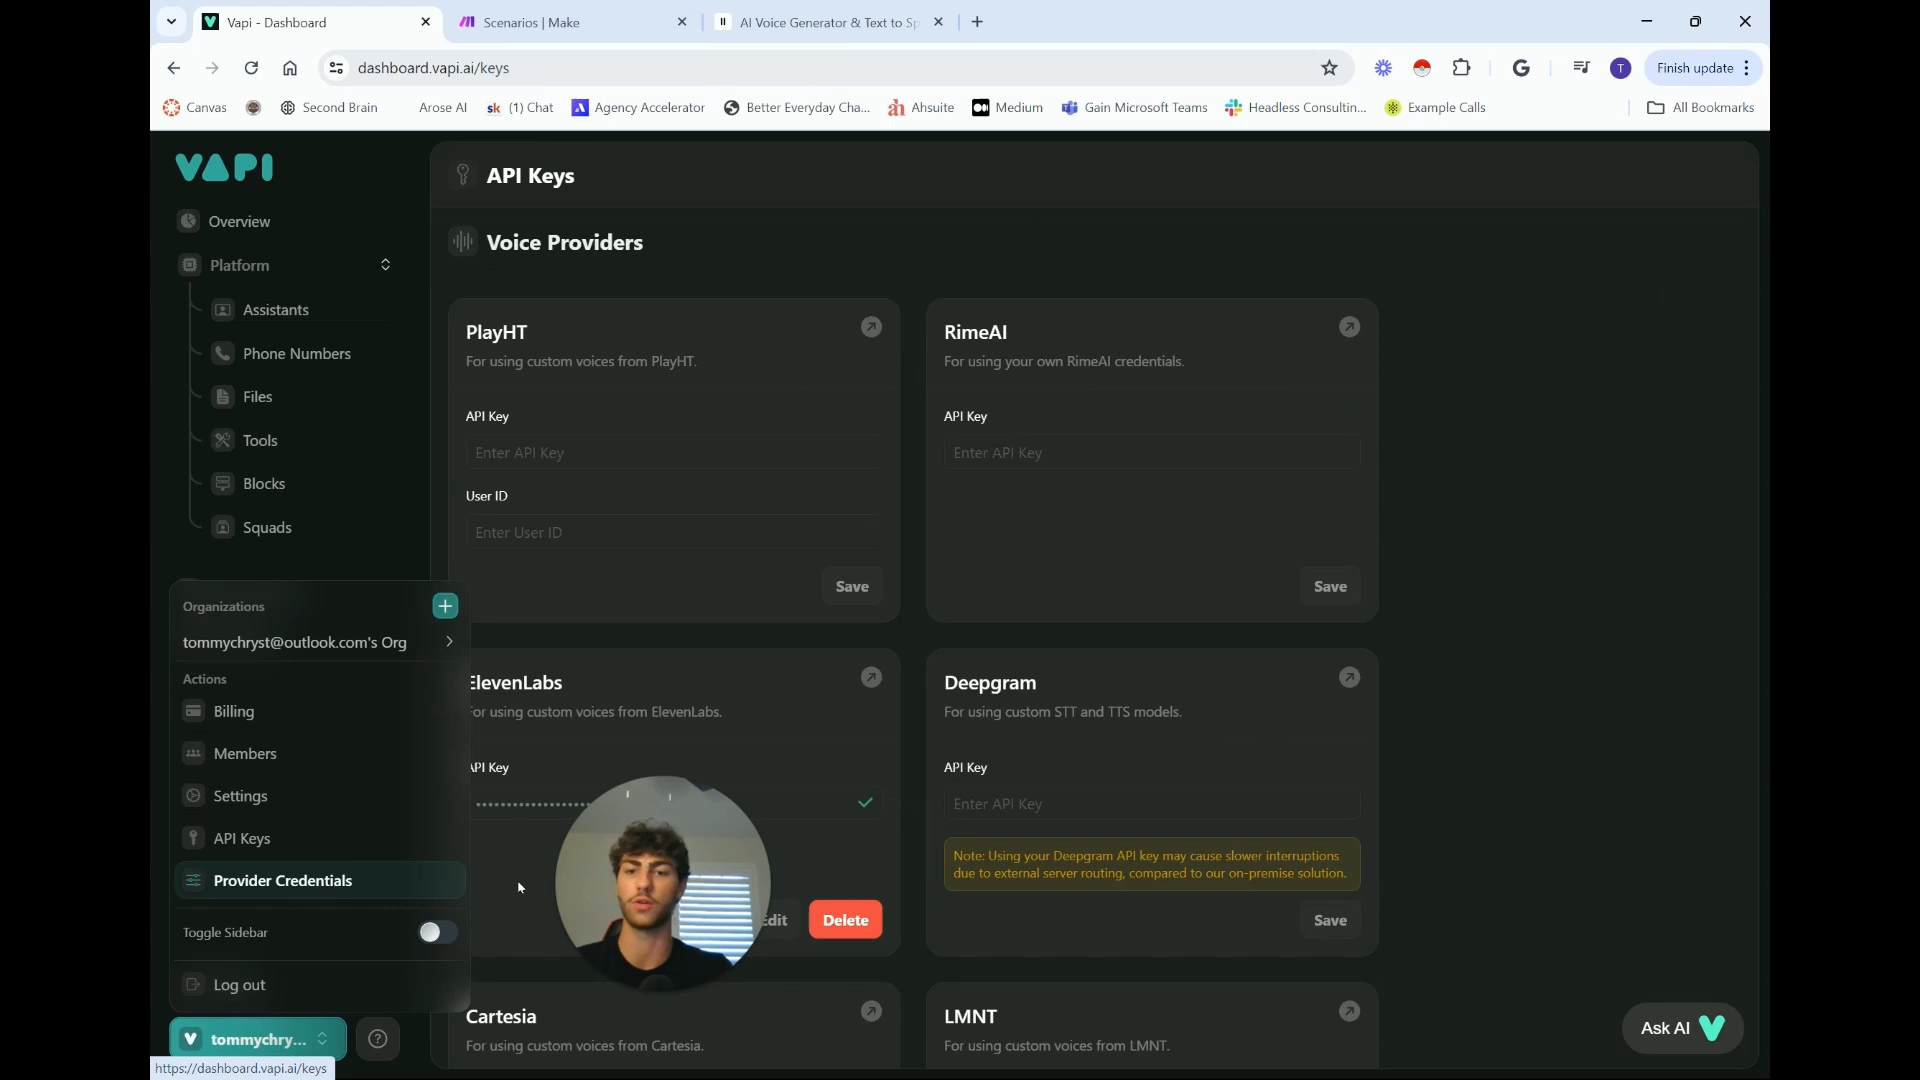 Vapi - Dashboard
Scenarios | Make
AI Voice Generator & Text to Sp
dashboard.vapi.ai/keys
T
Finish update
Canvas
Second Brain
Arose AI
sk (1) Chat
Agency Accelerator
Better Everyday Cha...
ah Ahsuite
Medium
Gain Microsoft Teams
Headless Consultin...
Example Calls
All Bookmarks
VAPI
Overview
Platform
Assistants
Phone Numbers
Files
Tools
Blocks
Squads
Organizations
tommychryst@outlook.com's Org
Actions
Billing
Members
Settings
API Keys
Provider Credentials
Toggle Sidebar
Log out
tommychry...
https://dashboard.vapi.ai/keys
API Keys
Voice Providers
PlayHT
For using custom voices from PlayHT.
API Key
Enter API Key
User ID
Enter User ID
Save
RimeAI
For using your own RimeAI credentials.
API Key
Enter API Key
Save
ElevenLabs
For using custom voices from ElevenLabs.
API Key
Edit
Delete
Deepgram
For using custom STT and TTS models.
API Key
Enter API Key
Note: Using your Deepgram API key may cause slower interruptions
due to external server routing, compared to our on-premise solution.
Save
Cartesia
For using custom voices from Cartesia.
LMNT
For using custom voices from LMNT.
Ask AI